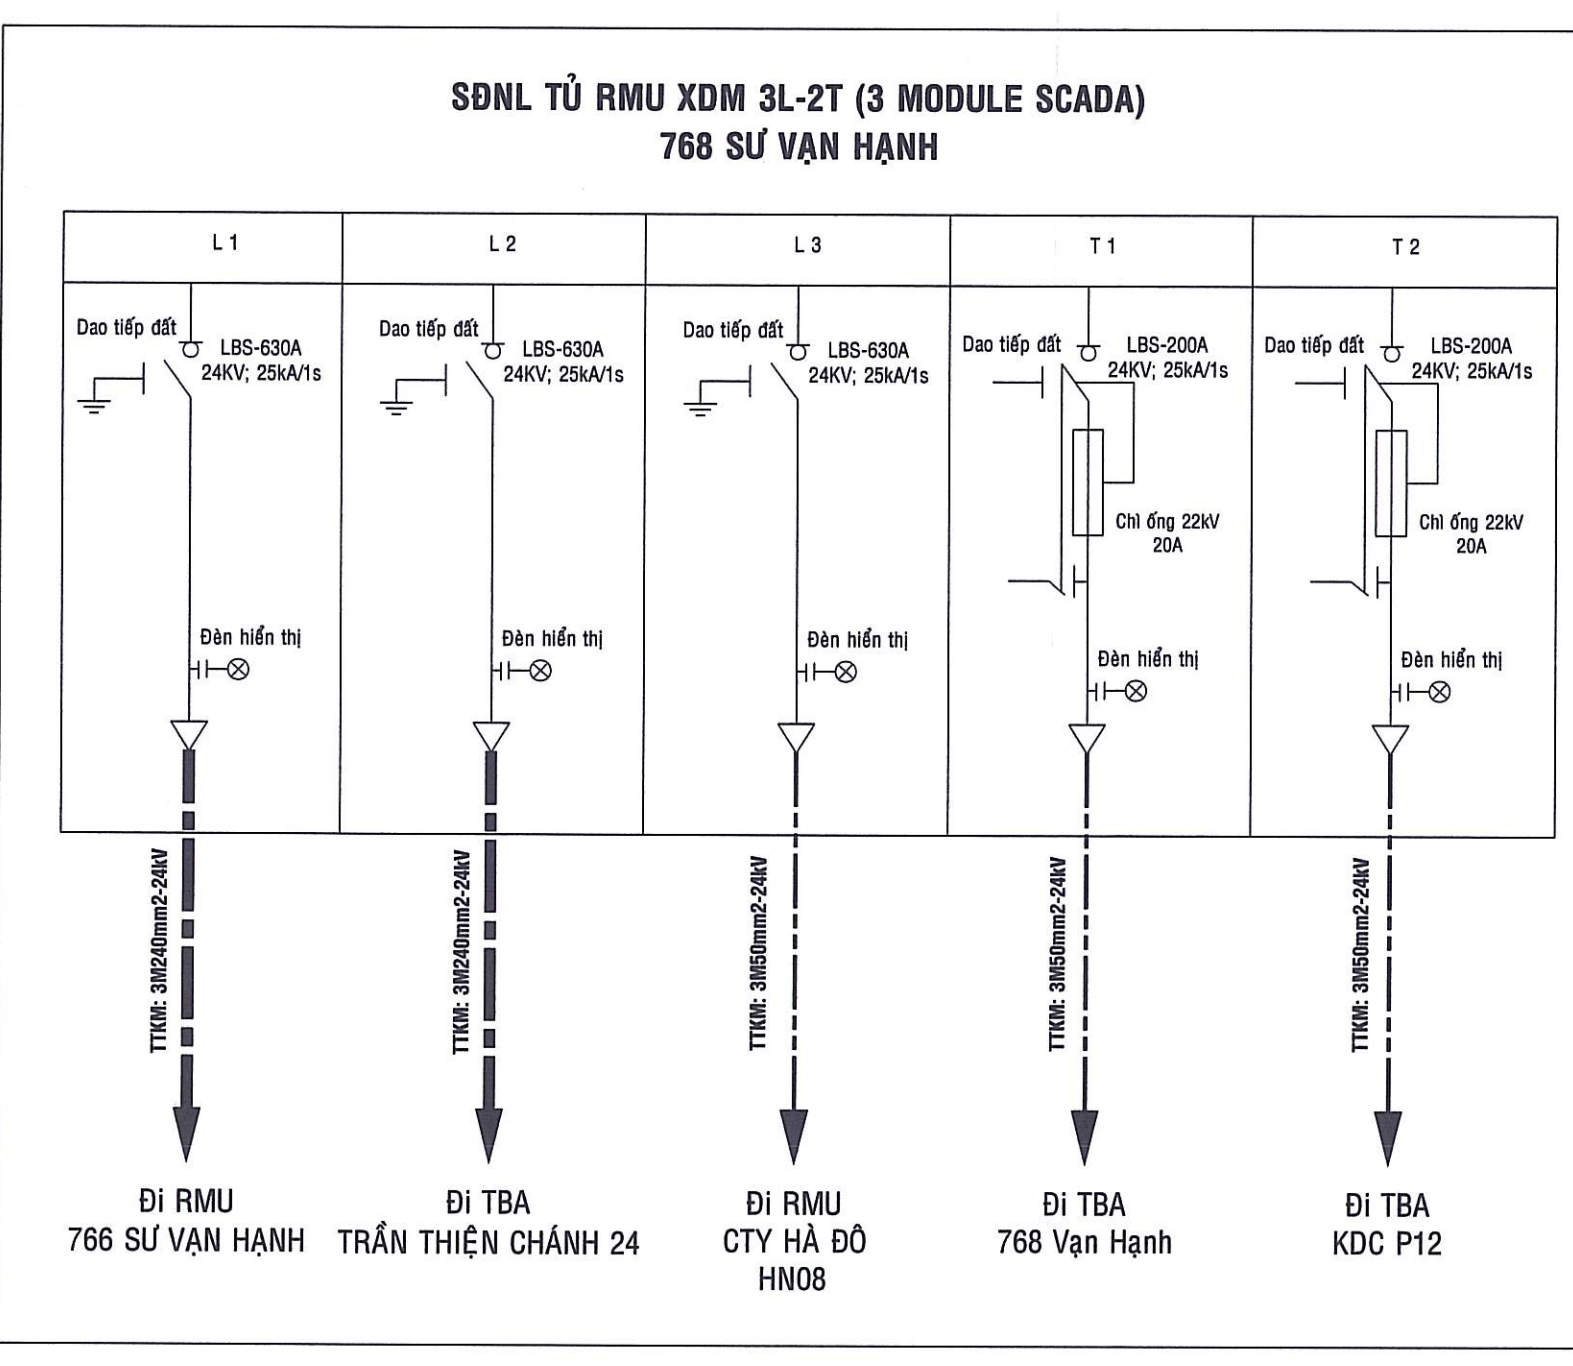 SĐNL TỦ RMU XDM 3L-2T (3 MODULE SCADA)
768 SƯ VẠN HẠNH
L 1
L 2
L 3
T 1
T 2
Dao tiếp đất
LBS-630A
24KV; 25kA/1s
Đèn hiển thị
Dao tiếp đất
LBS-630A
24KV; 25kA/1s
Đèn hiển thị
Dao tiếp đất
LBS-630A
24KV; 25kA/1s
Đèn hiển thị
Dao tiếp đất
LBS-200A
24KV; 25kA/1s
Chì ống 22kV
20A
Đèn hiển thị
Dao tiếp đất
LBS-200A
24KV; 25kA/1s
Chì ống 22kV
20A
Đèn hiển thị
TTKM: 3M240mm2-24kV
TTKM: 3M240mm2-24kV
TTKM: 3M50mm2-24kV
TTKM: 3M50mm2-24kV
TTKM: 3M50mm2-24kV
Đi RMU
766 SƯ VẠN HẠNH
Đi TBA
TRẦN THIỆN CHÁNH 24
Đi RMU
CTY HÀ ĐÔ
HN08
Đi TBA
768 Vạn Hạnh
Đi TBA
KDC P12